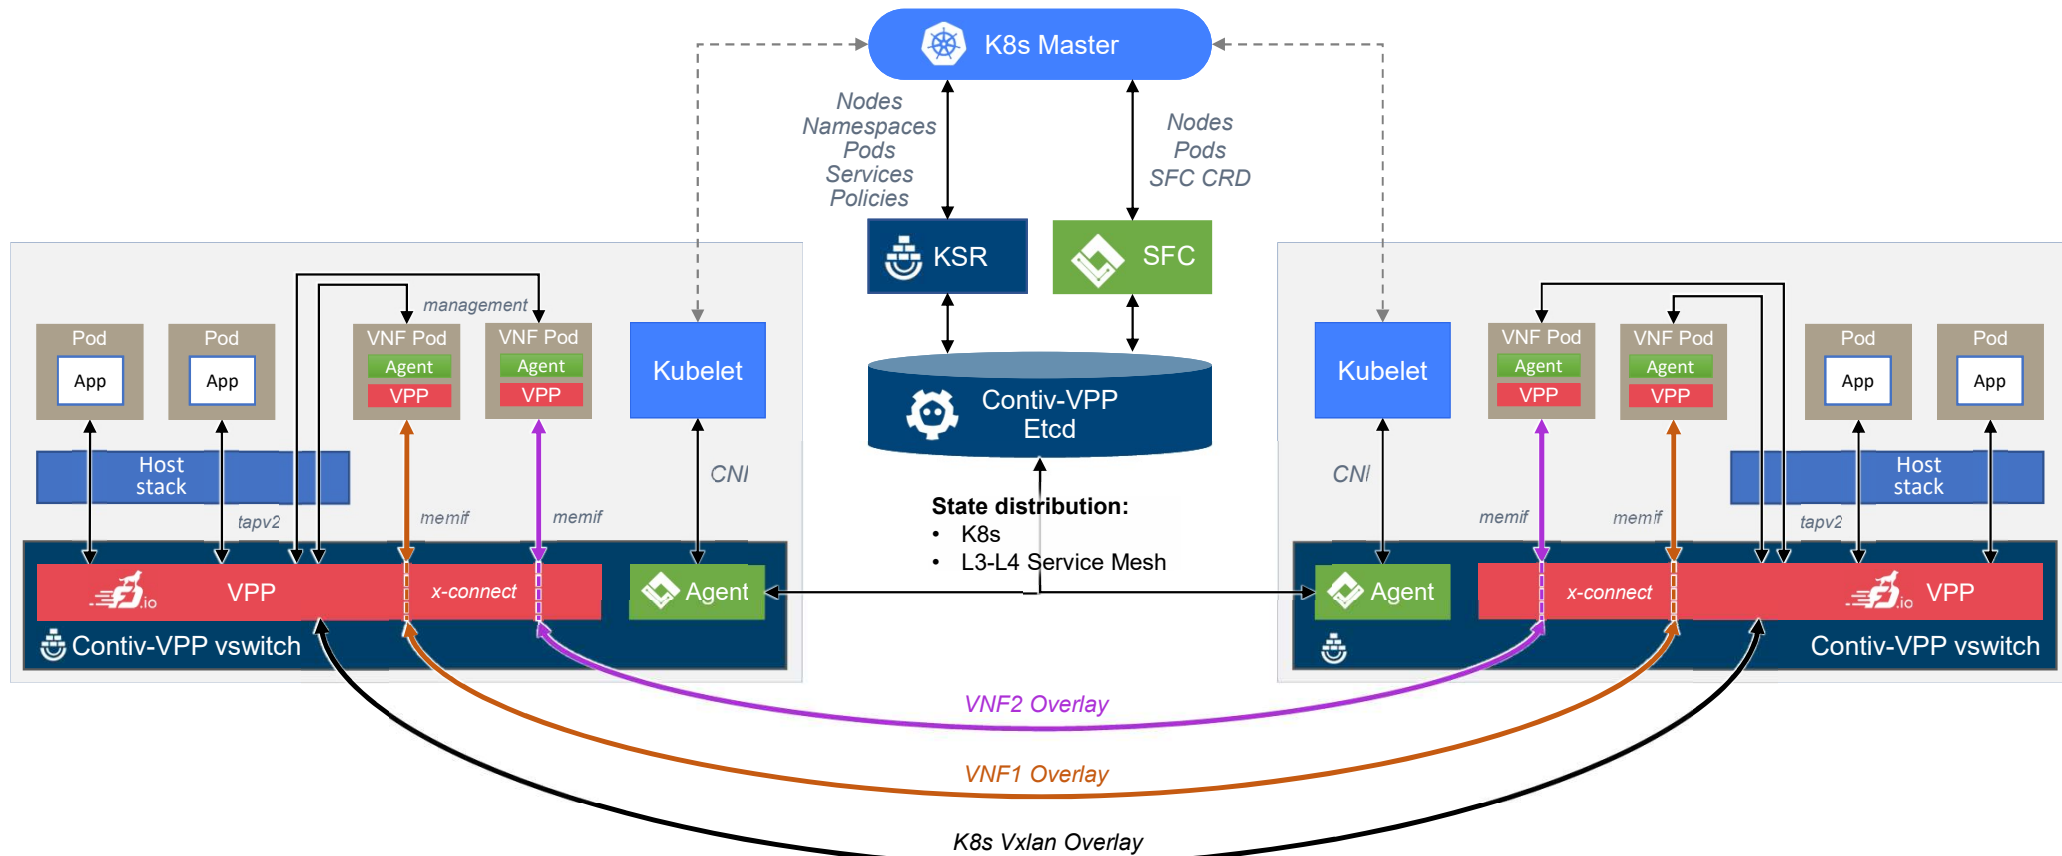 K8s Master
Nodes
Namespaces
Pods
Services
Policies
Nodes
Pods
SFC CRD
KSR
SFC
management
Pod
App
Pod
App
VNF Pod
Agent
VPP
VNF Pod
Agent
VPP
Kubelet
Contiv-VPP
Etcd
Kubelet
VNF Pod
Agent
VPP
VNF Pod
Agent
VPP
Pod
App
Pod
App
Host
stack
tapv2
memif
memif
CNI
State distribution:
• K8s
• L3-L4 Service Mesh
CNI
memif
memif
Host
stack
tapv2
.io
VPP
x-connect
Agent
Contiv-VPP vswitch
Agent
x-connect
.io
VPP
Contiv-VPP vswitch
VNF2 Overlay
VNF1 Overlay
K8s Vxlan Overlay